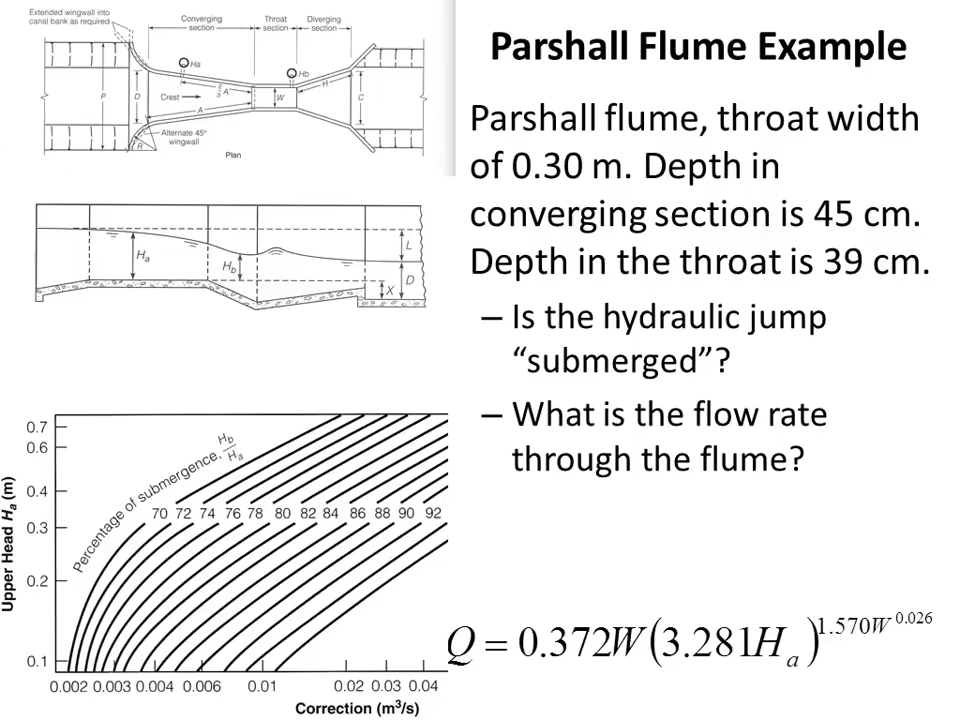 Parshall Flume Example
Parshall flume, throat width
of 0.30 m. Depth in
converging section is 45 cm.
Depth in the throat is 39 cm.
– Is the hydraulic jump
“submerged”?
– What is the flow rate
through the flume?
Q = 0.372W(3.281Hₐ)^1.570W^0.026
Extended wingwall into
canal bank as required
Converging
section
Throat
section
Diverging
section
Ha
Hb
2/3 A
H
P
D
Crest
W
C
A
R
Alternate 45°
wingwall
Plan
Hₐ
H_b
L
D
X
Upper Head Hₐ (m)
0.7
0.6
0.4
0.3
0.2
0.1
Percentage of submergence, H_b/Hₐ
70 72 74 76 78 80 82 84 86 88 90 92
0.002 0.003 0.004 0.006 0.01 0.02 0.03 0.04
Correction (m³/s)